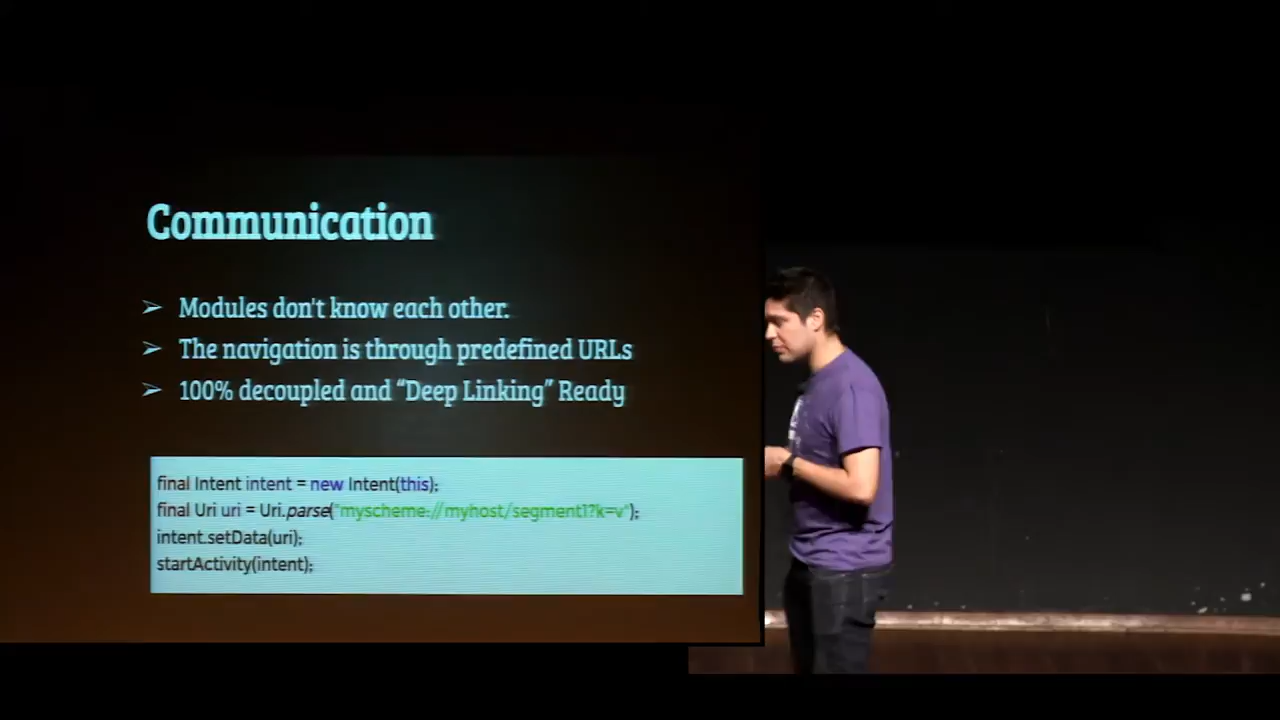 Communication
➢ Modules don't know each other.
➢ The navigation is through predefined URLs
➢ 100% decoupled and “Deep Linking” Ready
final Intent intent = new Intent(this);
final Uri uri = Uri.parse("myscheme://myhost/segment1?k=v");
intent.setData(uri);
startActivity(intent);